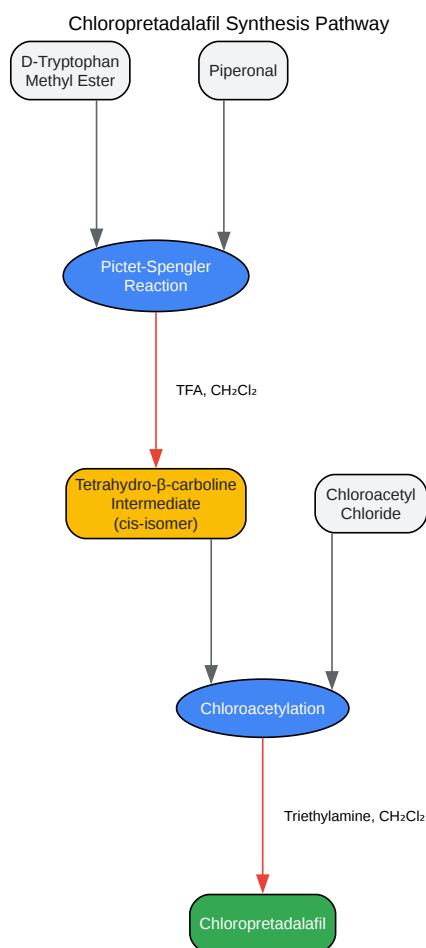 Chloropretadalafil Synthesis Pathway
D-Tryptophan
Methyl Ester
Piperonal
Pictet-Spengler
Reaction
TFA, CH₂Cl₂
Tetrahydro-β-carboline
Intermediate
(cis-isomer)
Chloroacetyl
Chloride
Chloroacetylation
Triethylamine, CH₂Cl₂
Chloropretadalafil